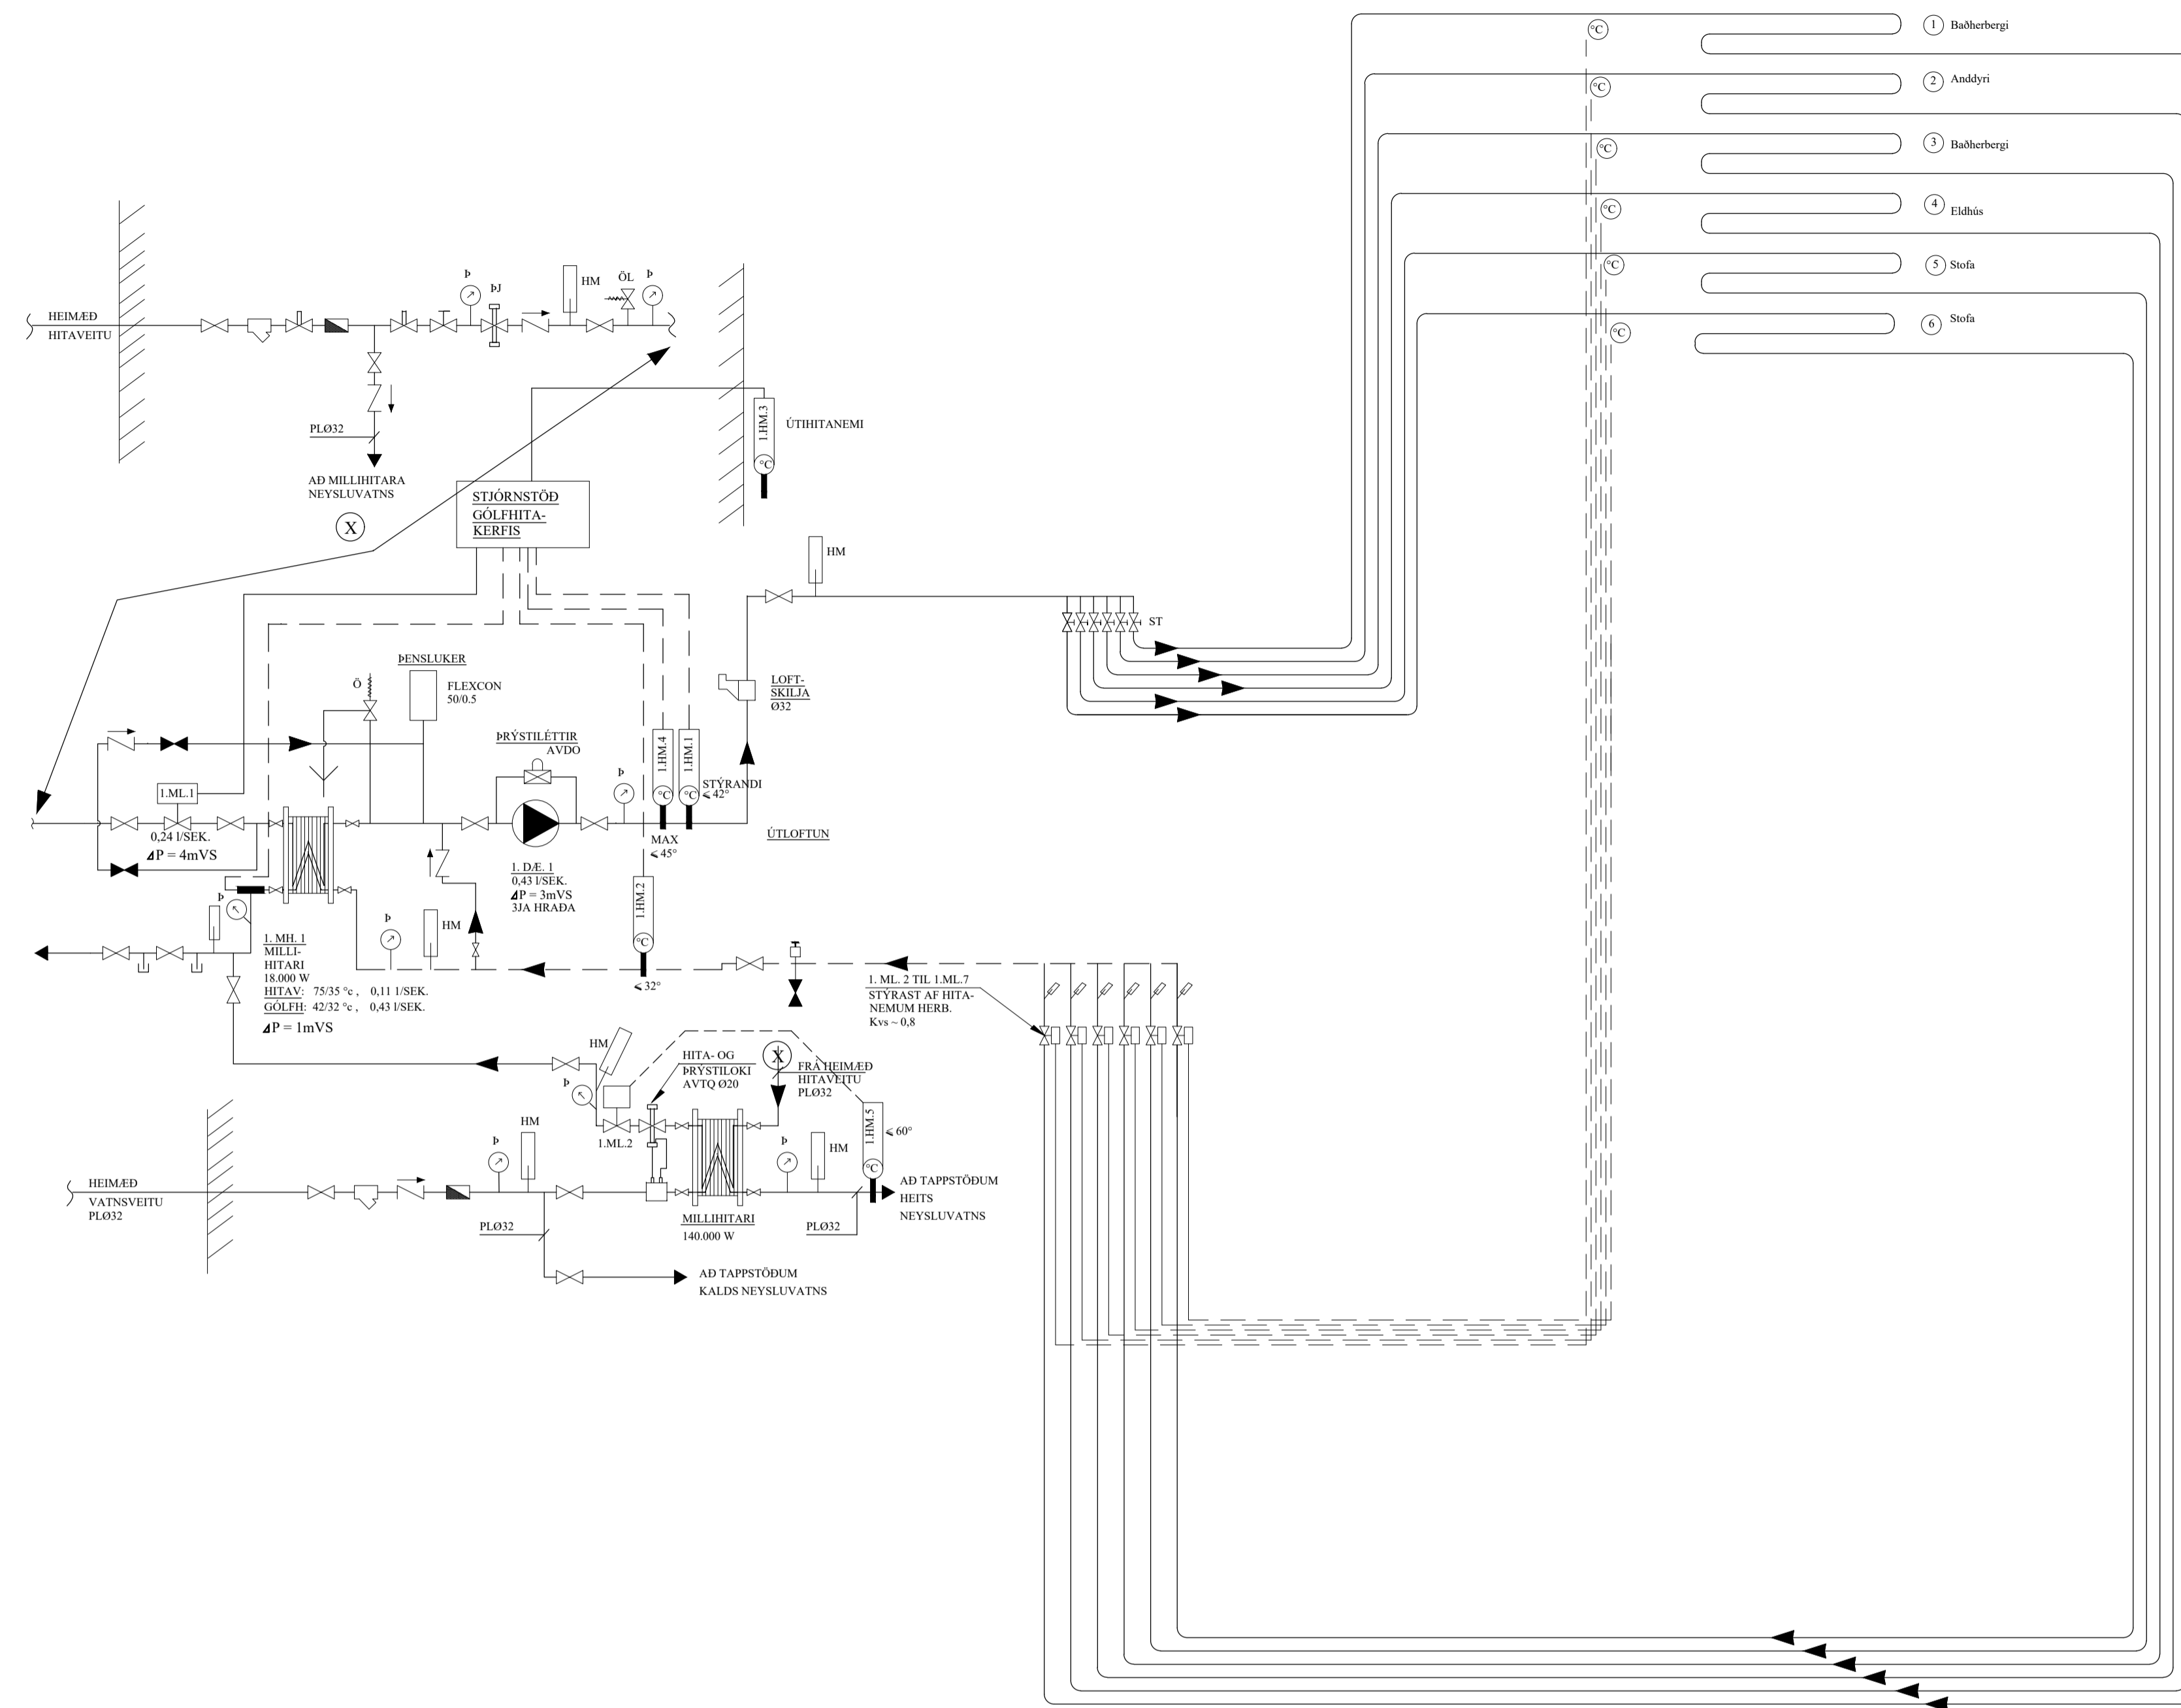 °C
1 Baðherbergi
°C
2 Anddyri
°C
3 Baðherbergi
°C
4 Eldhús
°C
5 Stofa
°C
6 Stofa
HEIMÆÐ
HITAVEITU
Þ
ÞJ
HM
ÖL
Þ
PLØ32
AÐ MILLIHITARA
NEYSLUVATNS
X
STJÓRNSTÖÐ
GÓLFHITA-
KERFIS
1.HM.3
°C
ÚTIHITANEMI
HM
ST
ÞENSLUKER
Ö
FLEXCON
50/0.5
ÞRÝSTILÉTTIR
AVDO
LOFT-
SKILJA
Ø32
1.HM.4
°C
1.HM.1
°C
STÝRANDI
⩽ 42°
Þ
1.ML.1
0,24 l/SEK.
⊿P = 4mVS
MAX
⩽ 45°
ÚTLOFTUN
1. DÆ. 1
0,43 l/SEK.
⊿P = 3mVS
3JA HRAÐA
1.HM.2
°C
⩽ 32°
Þ
Þ
HM
1. MH. 1
MILLI-
HITARI
18.000 W
HITAV: 75/35 °c , 0,11 l/SEK.
GÓLFH: 42/32 °c , 0,43 l/SEK.
⊿P = 1mVS
1. ML. 2 TIL 1.ML.7
STÝRAST AF HITA-
NEMUM HERB.
Kvs ~ 0,8
HM
Þ
HITA- OG
ÞRÝSTILOKI
AVTQ Ø20
X
FRÁ HEIMÆÐ
HITAVEITU
PLØ32
1.ML.2
1.HM.5
°C
⩽ 60°
HEIMÆÐ
VATNSVEITU
PLØ32
Þ
HM
Þ
HM
PLØ32
MILLIHITARI
140.000 W
PLØ32
AÐ TAPPSTÖÐUM
HEITS
NEYSLUVATNS
AÐ TAPPSTÖÐUM
KALDS NEYSLUVATNS